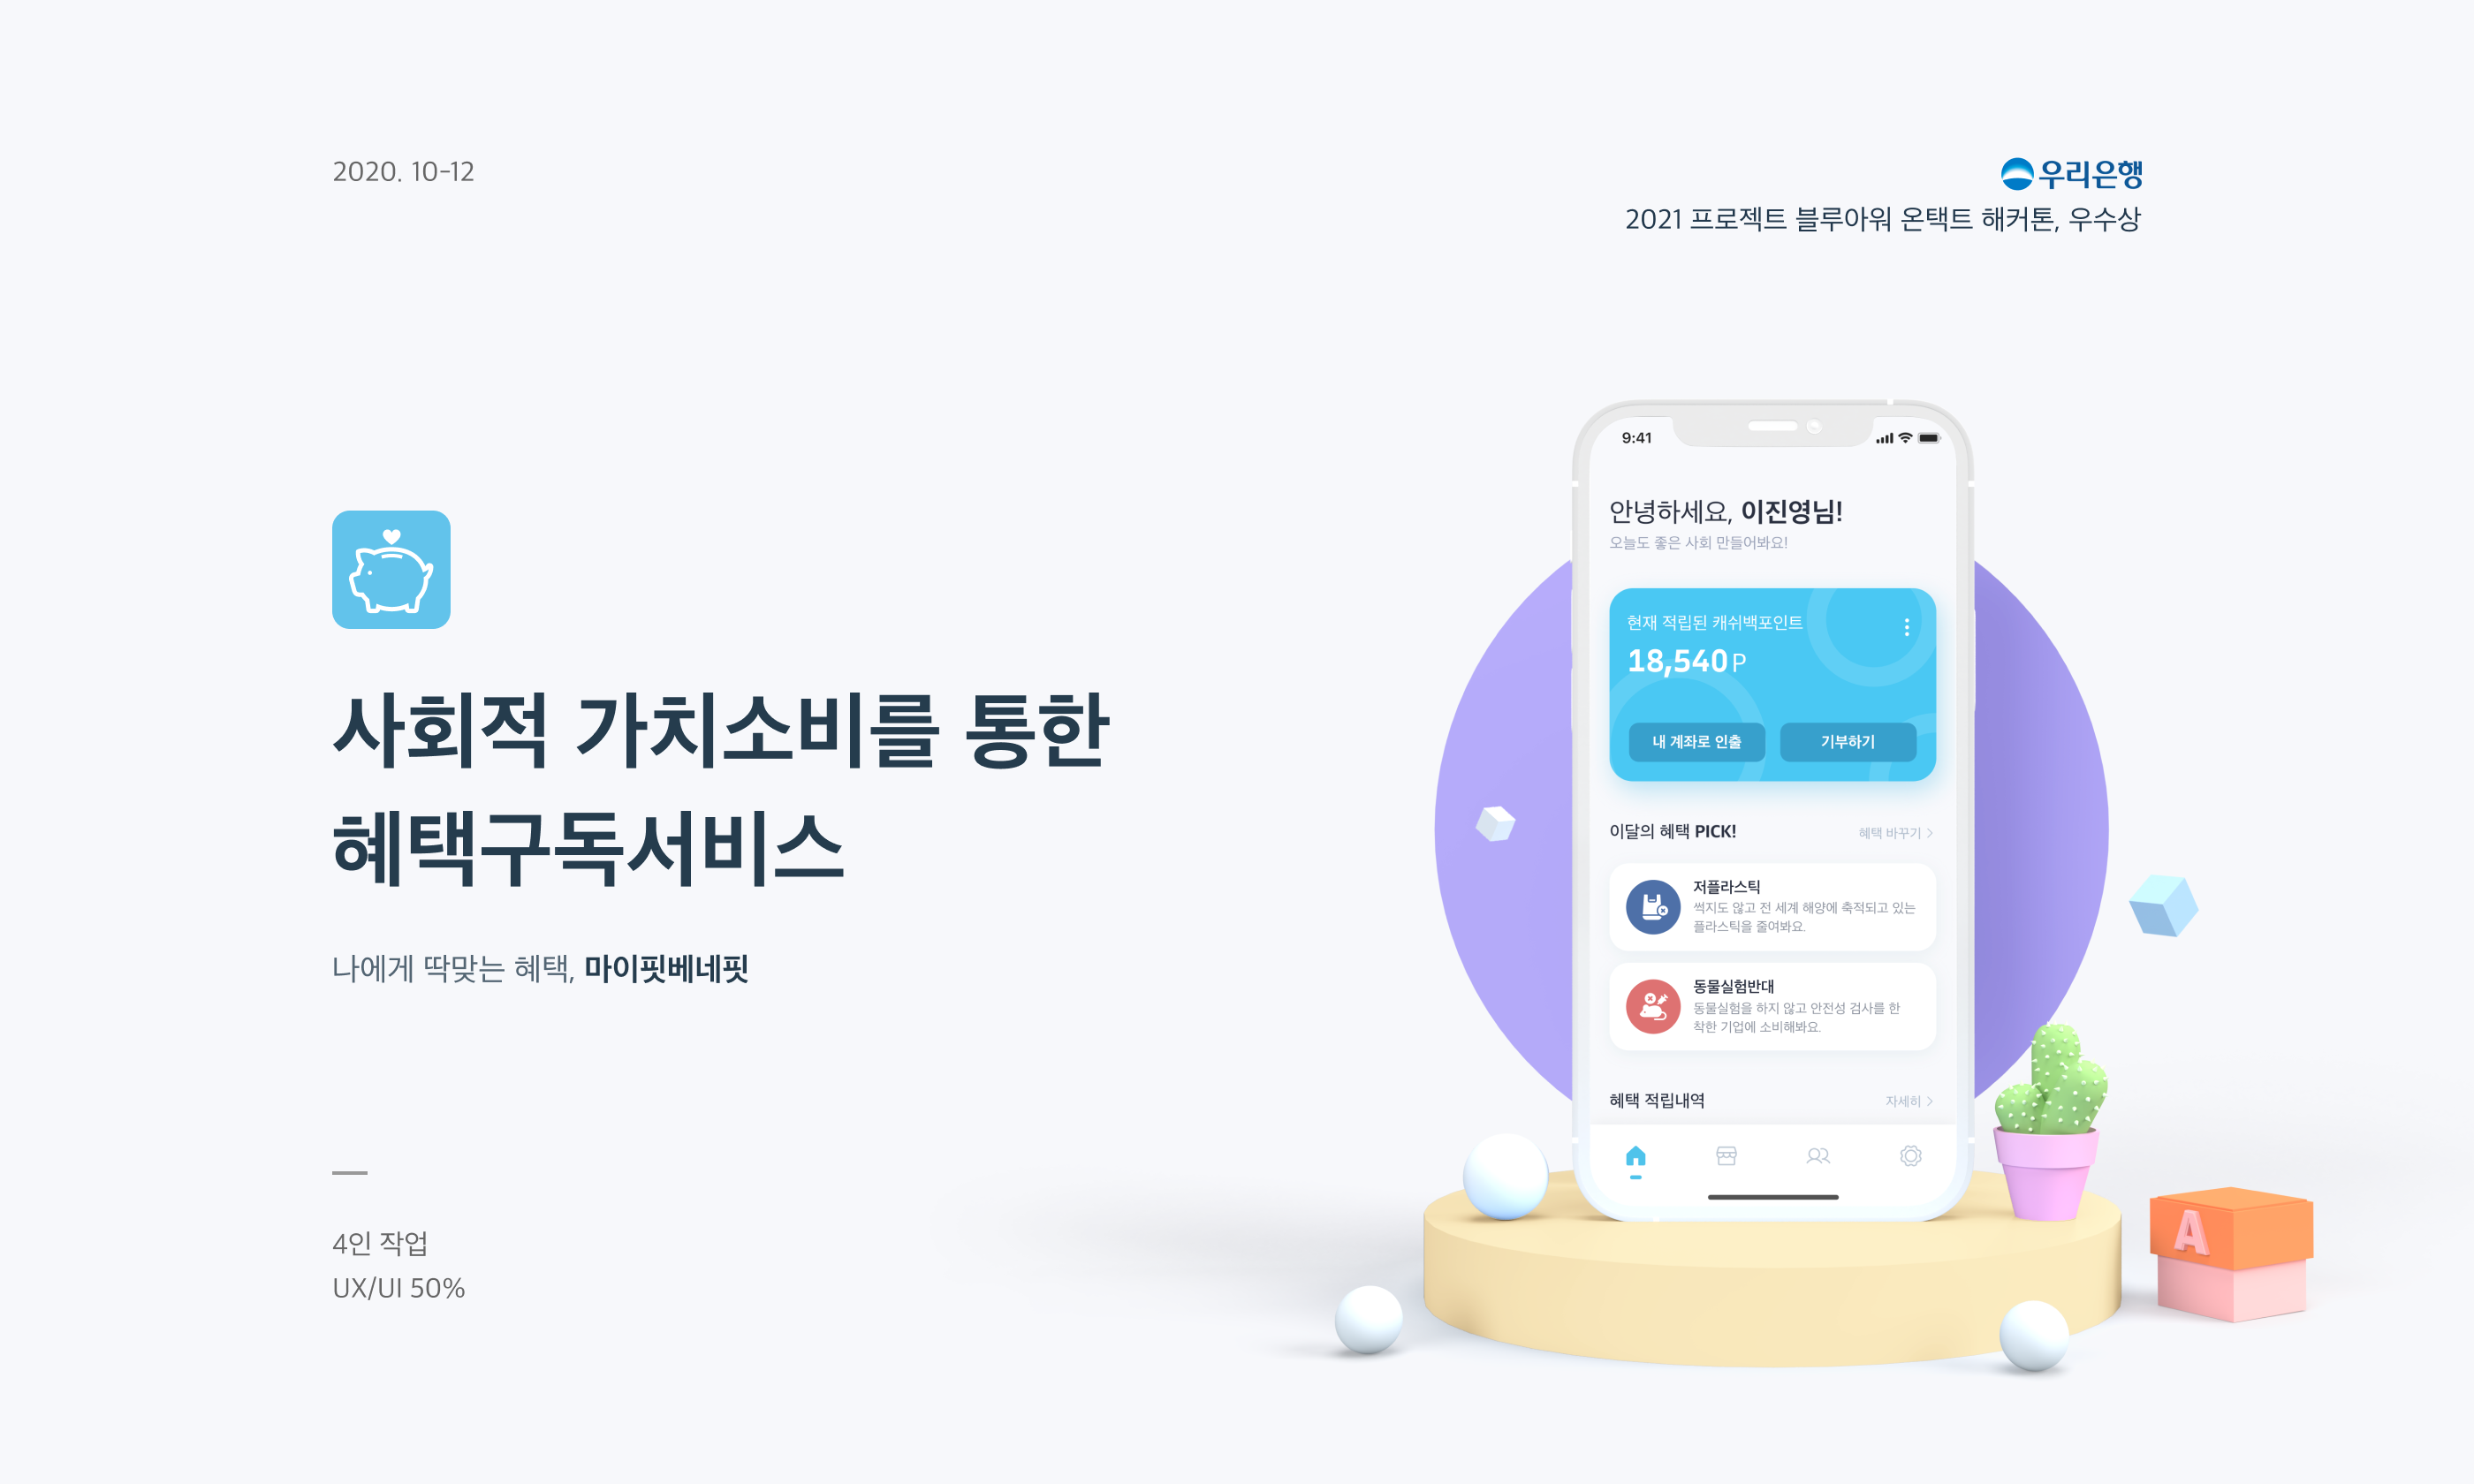 2020. 10-12
우리은행
2021 프로젝트 블루아워 온택트 해커톤, 우수상
사회적 가치소비를 통한
혜택구독서비스
나에게 딱맞는 혜택, 마이핏베네핏
4인 작업
UX/UI 50%
9:41
안녕하세요, 이진영님!
오늘도 좋은 사회 만들어봐요!
현재 적립된 캐쉬백포인트
18,540 P
내 계좌로 인출
기부하기
이달의 혜택 PICK!
혜택 바꾸기
저플라스틱
썩지도 않고 전 세계 해양에 축적되고 있는
플라스틱을 줄여봐요.
동물실험반대
동물실험을 하지 않고 안전성 검사를 한
착한 기업에 소비해봐요.
혜택 적립내역
자세히
A